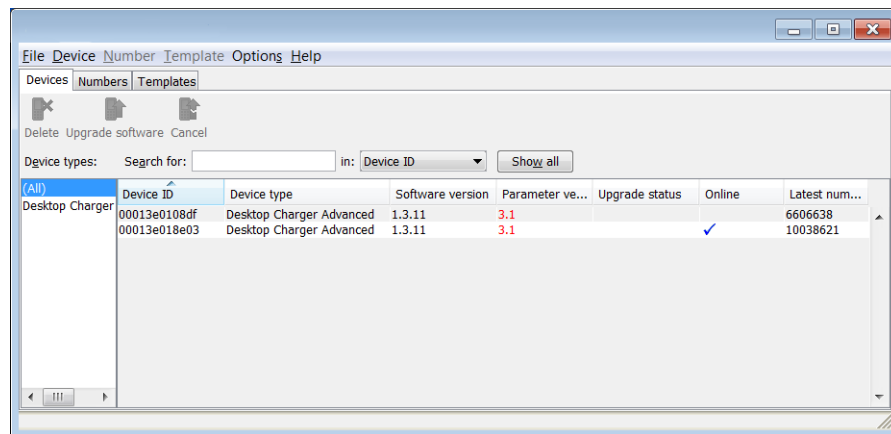 File Device Number Template Options Help
Devices Numbers Templates
Delete Upgrade software Cancel
Device types: Search for: in: Device ID Show all
(All)
Desktop Charger
Device ID Device type Software version Parameter ve... Upgrade status Online Latest num...
00013e0108df Desktop Charger Advanced 1.3.11 3.1 6606638
00013e018e03 Desktop Charger Advanced 1.3.11 3.1 ✓ 10038621